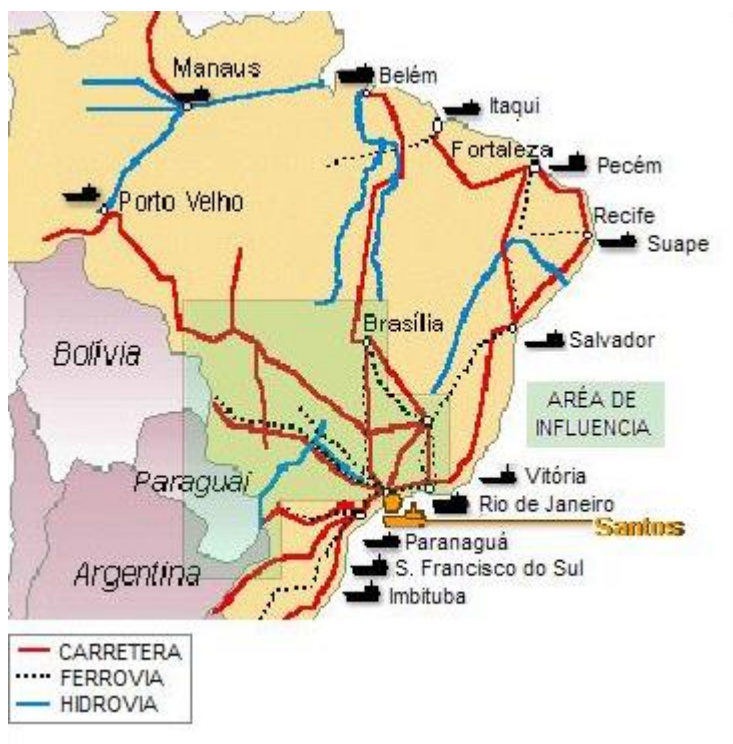 Manaus
Belém
Itaqui
Fortaleza
Pecém
Porto Velho
Recife
Suape
Brasília
Bolívia
Salvador
ARÉA DE
INFLUENCIA
Paraguai
Vitória
Rio de Janeiro
Santos
Paranaguá
Argentina
S. Francisco do Sul
Imbituba
CARRETERA
FERROVIA
HIDROVIA